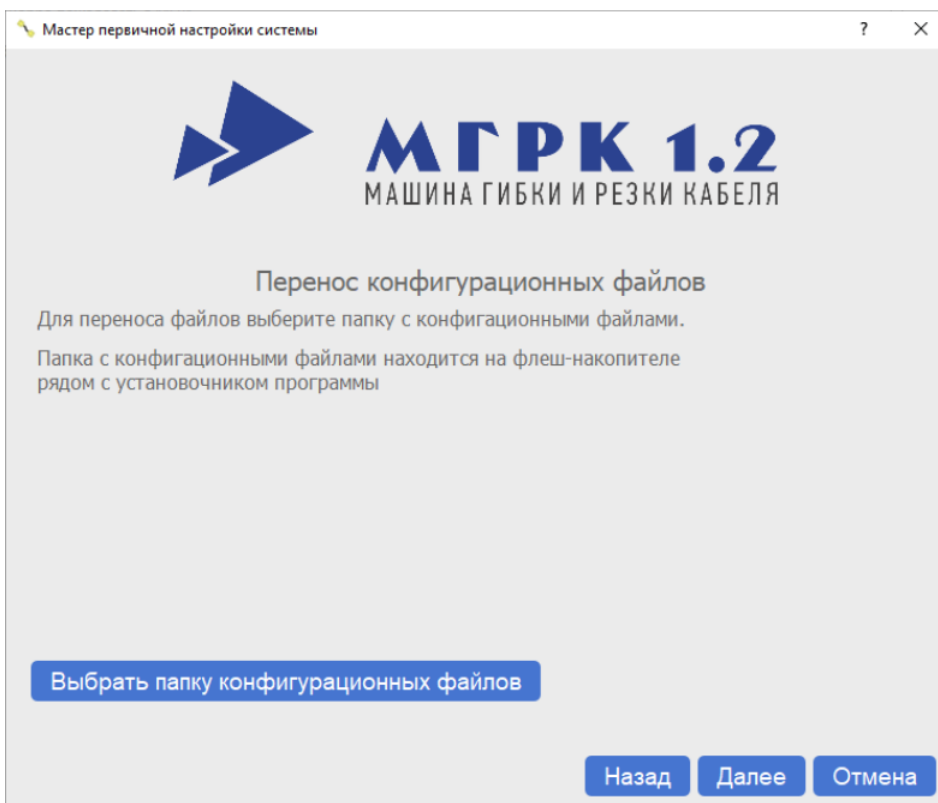 Мастер первичной настройки системы
?
МГРК 1.2
МАШИНА ГИБКИ И РЕЗКИ КАБЕЛЯ
Перенос конфигурационных файлов
Для переноса файлов выберите папку с конфигационными файлами.
Папка с конфигационными файлами находится на флеш-накопителе
рядом с установочником программы
Выбрать папку конфигурационных файлов
Назад Далее Отмена